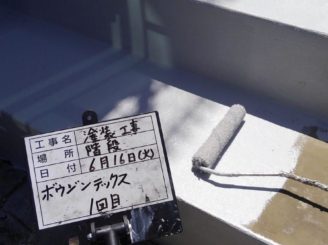 工事名 塗装工事
場所 階段
日付 6月16日(火)
ボウジンテックス
1回目